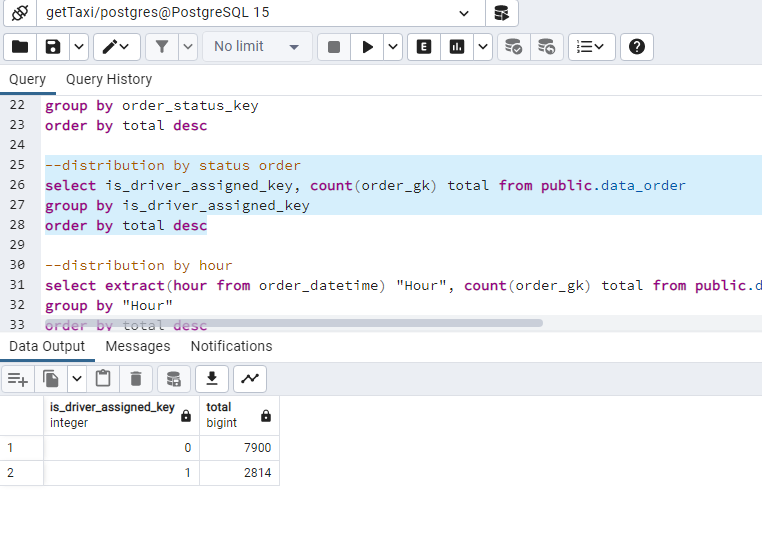 getTaxi/postgres@PostgreSQL 15
No limit
E
Query Query History
22 group by order_status_key
23 order by total desc
24
25 --distribution by status order
26 select is_driver_assigned_key, count(order_gk) total from public.data_order
27 group by is_driver_assigned_key
28 order by total desc
29
30 --distribution by hour
31 select extract(hour from order_datetime) "Hour", count(order_gk) total from public.d
32 group by "Hour"
33 order by total desc
Data Output Messages Notifications
is_driver_assigned_key total
integer bigint
1 0 7900
2 1 2814